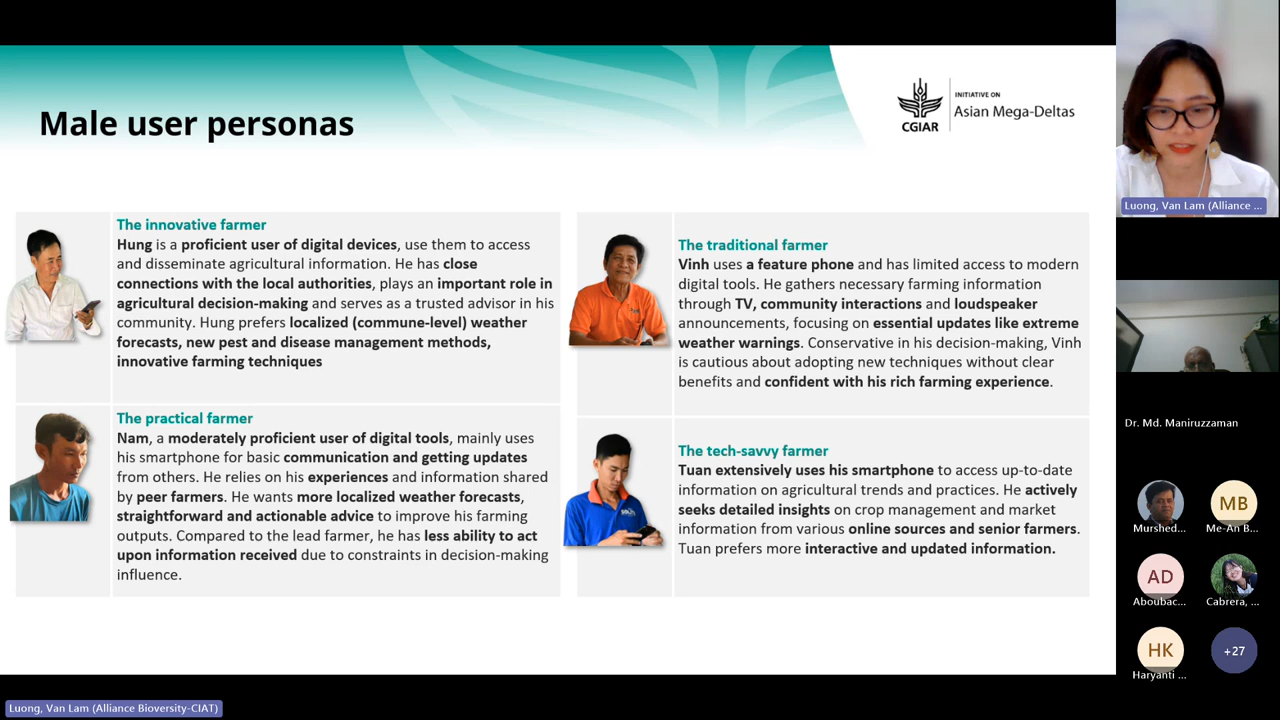 Male user personas
CGIAR
INITIATIVE ON
Asian Mega-Deltas
The innovative farmer
Hung is a proficient user of digital devices, use them to access
and disseminate agricultural information. He has close
connections with the local authorities, plays an important role in
agricultural decision-making and serves as a trusted advisor in his
community. Hung prefers localized (commune-level) weather
forecasts, new pest and disease management methods,
innovative farming techniques
The traditional farmer
Vinh uses a feature phone and has limited access to modern
digital tools. He gathers necessary farming information
through TV, community interactions and loudspeaker
announcements, focusing on essential updates like extreme
weather warnings. Conservative in his decision-making, Vinh
is cautious about adopting new techniques without clear
benefits and confident with his rich farming experience.
The practical farmer
Nam, a moderately proficient user of digital tools, mainly uses
his smartphone for basic communication and getting updates
from others. He relies on his experiences and information shared
by peer farmers. He wants more localized weather forecasts,
straightforward and actionable advice to improve his farming
outputs. Compared to the lead farmer, he has less ability to act
upon information received due to constraints in decision-making
influence.
The tech-savvy farmer
Tuan extensively uses his smartphone to access up-to-date
information on agricultural trends and practices. He actively
seeks detailed insights on crop management and market
information from various online sources and senior farmers.
Tuan prefers more interactive and updated information.
Luong, Van Lam (Alliance ...
Dr. Md. Maniruzzaman
Murshed...
MB
Me-An B...
AD
Aboubac...
Cabrera, ...
HK
Haryanti ...
+27
Luong, Van Lam (Alliance Bioversity-CIAT)